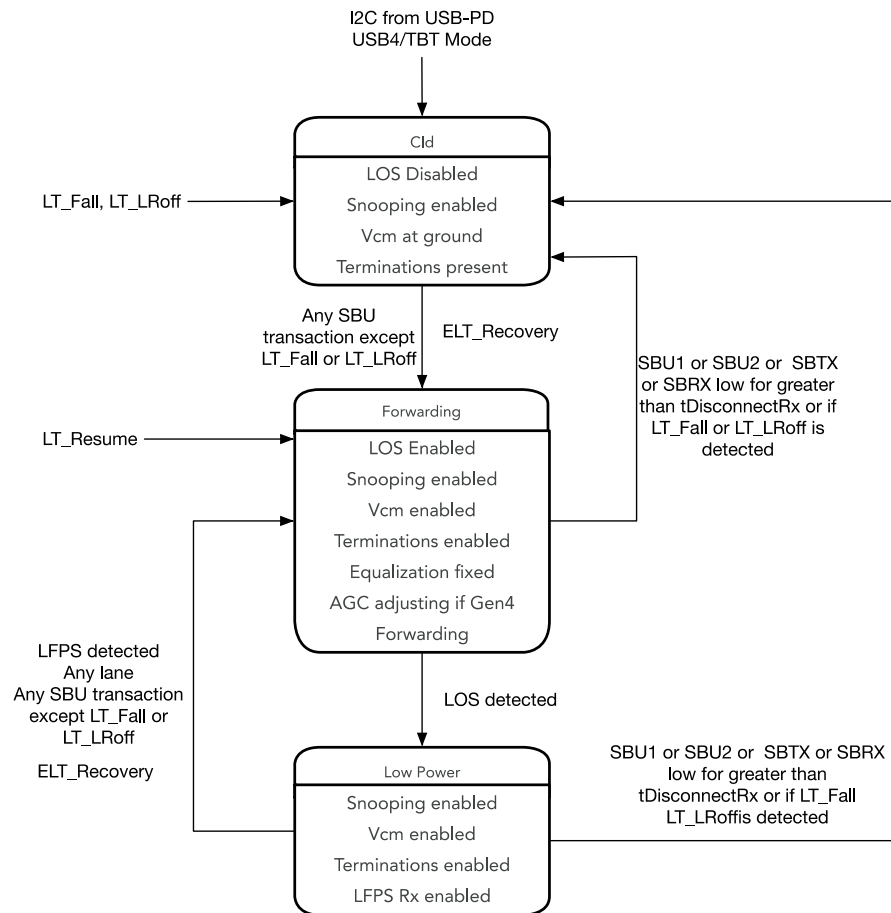 I2C from USB-PD
USB4/TBT Mode
Cld
LOS Disabled
Snooping enabled
Vcm at ground
Terminations present
LT_Fall, LT_LRoff
Any SBU
transaction except
LT_Fall or LT_LRoff
ELT_Recovery
SBU1 or SBU2 or SBTX
or SBRX low for greater
than tDisconnectRx or if
LT_Fall or LT_LRoff is
detected
Forwarding
LOS Enabled
Snooping enabled
Vcm enabled
Terminations enabled
Equalization fixed
AGC adjusting if Gen4
Forwarding
LT_Resume
LFPS detected
Any lane
Any SBU transaction
except LT_Fall or
LT_LRoff
ELT_Recovery
LOS detected
Low Power
Snooping enabled
Vcm enabled
Terminations enabled
LFPS Rx enabled
SBU1 or SBU2 or SBTX or SBRX
low for greater than
tDisconnectRx or if LT_Fall
LT_LRoffis detected